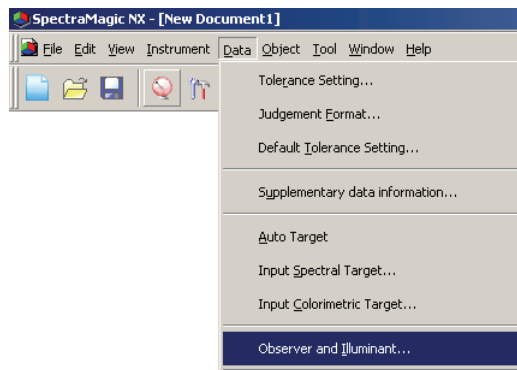 SpectraMagic NX - [New Document1]
File Edit View Instrument Data Object Tool Window Help
Tolerance Setting...
Judgement Format...
Default Tolerance Setting...
Supplementary data information...
Auto Target
Input Spectral Target...
Input Colorimetric Target...
Observer and Illuminant...